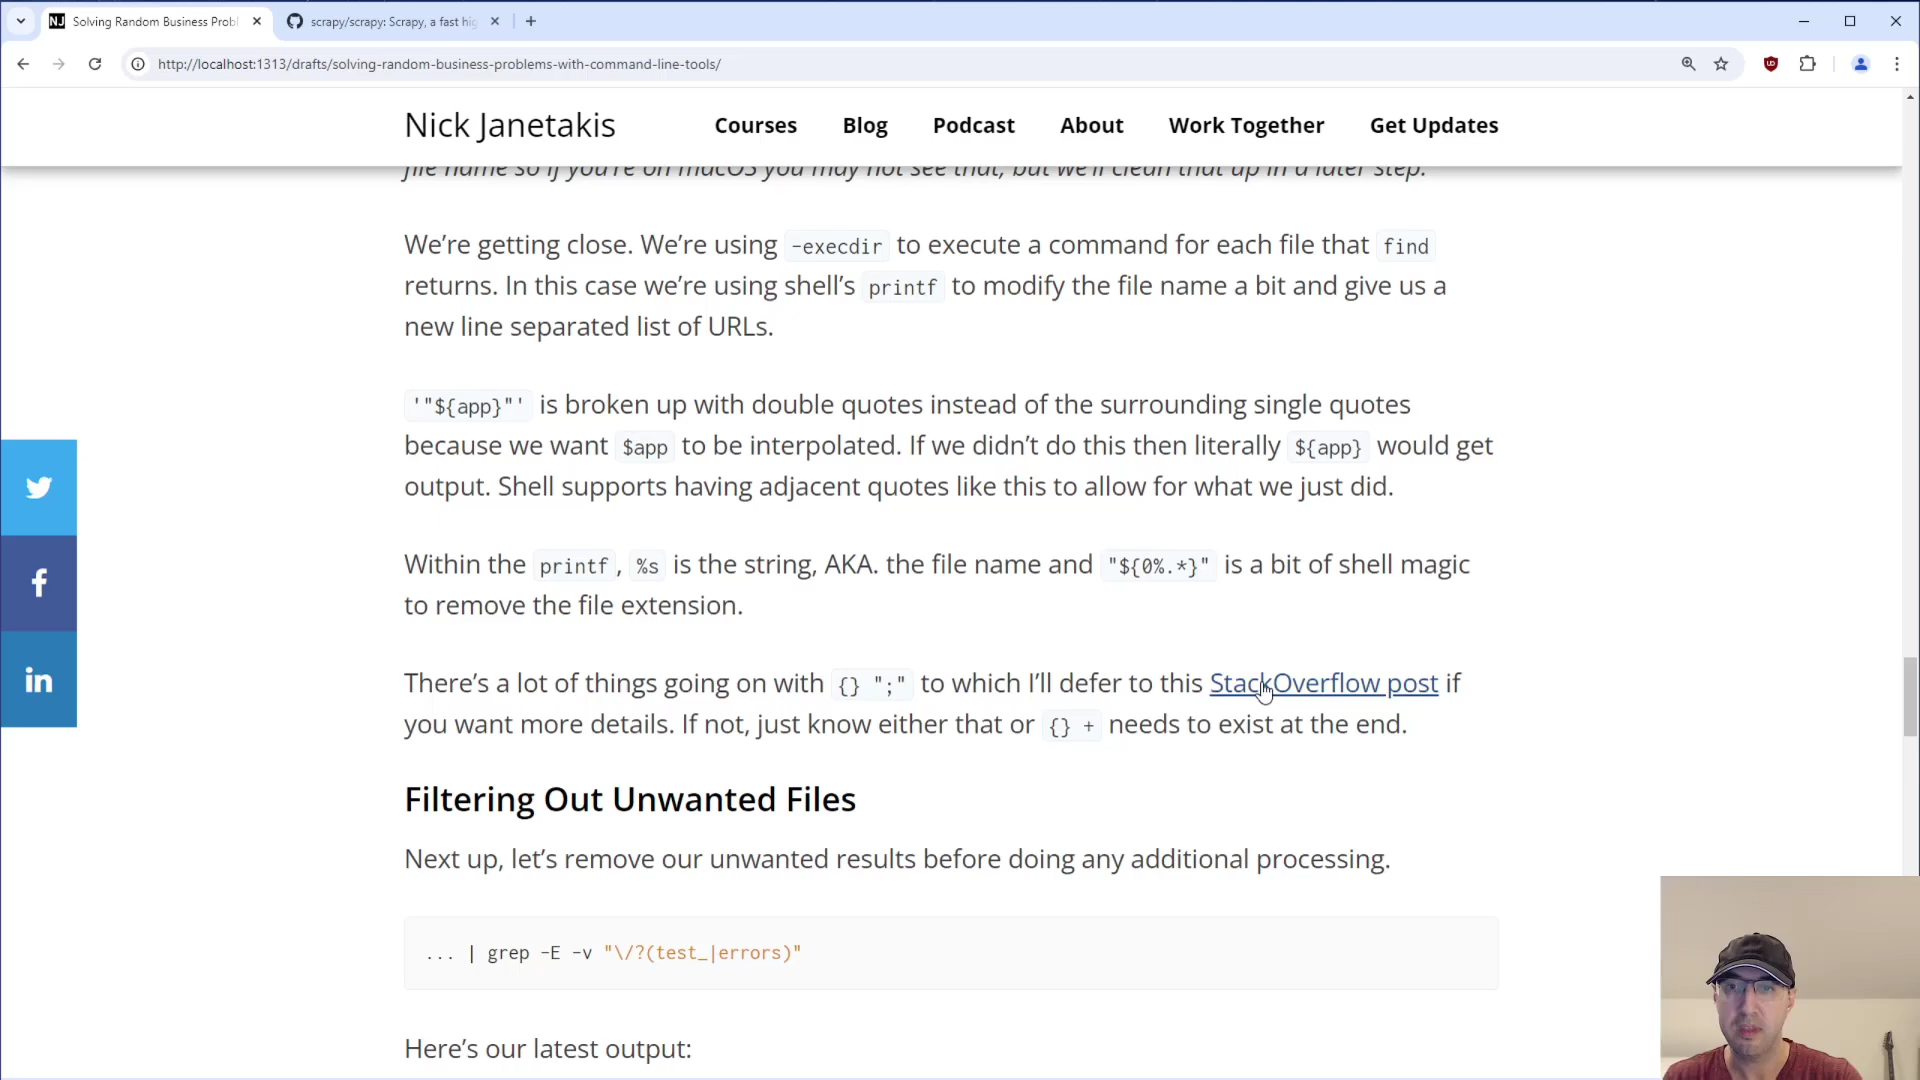 Solving Random Business Probl
scrapy/scrapy: Scrapy, a fast hig
http://localhost:1313/drafts/solving-random-business-problems-with-command-line-tools/
Nick Janetakis
Courses
Blog
Podcast
About
Work Together
Get Updates
file name so if you're on macOS you may not see that, but we'll clean that up in a later step.
We’re getting close. We’re using -execdir to execute a command for each file that find
returns. In this case we’re using shell’s printf to modify the file name a bit and give us a
new line separated list of URLs.
'"${app}"' is broken up with double quotes instead of the surrounding single quotes
because we want $app to be interpolated. If we didn’t do this then literally ${app} would get
output. Shell supports having adjacent quotes like this to allow for what we just did.
Within the printf, %s is the string, AKA. the file name and "${0%.*}" is a bit of shell magic
to remove the file extension.
There’s a lot of things going on with {} ";" to which I’ll defer to this StackOverflow post if
you want more details. If not, just know either that or {} + needs to exist at the end.
Filtering Out Unwanted Files
Next up, let’s remove our unwanted results before doing any additional processing.
... | grep -E -v "\/?(test_|errors)"
Here’s our latest output: